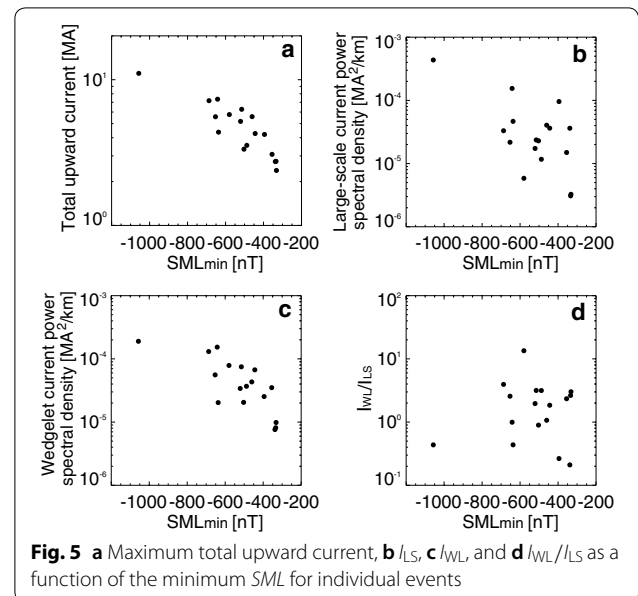 a
Total upward current [MA]
10¹
10⁰
-1000 -800 -600 -400 -200
SMLmin [nT]
b
Large-scale current power
spectral density [MA²/km]
10⁻³
10⁻⁴
10⁻⁵
10⁻⁶
-1000 -800 -600 -400 -200
SMLmin [nT]
c
Wedgelet current power
spectral density [MA²/km]
10⁻³
10⁻⁴
10⁻⁵
10⁻⁶
-1000 -800 -600 -400 -200
SMLmin [nT]
d
IWL/ILS
10²
10¹
10⁰
10⁻¹
-1000 -800 -600 -400 -200
SMLmin [nT]
Fig. 5 a Maximum total upward current, b ILS, c IWL, and d IWL/ILS as a
function of the minimum SML for individual events